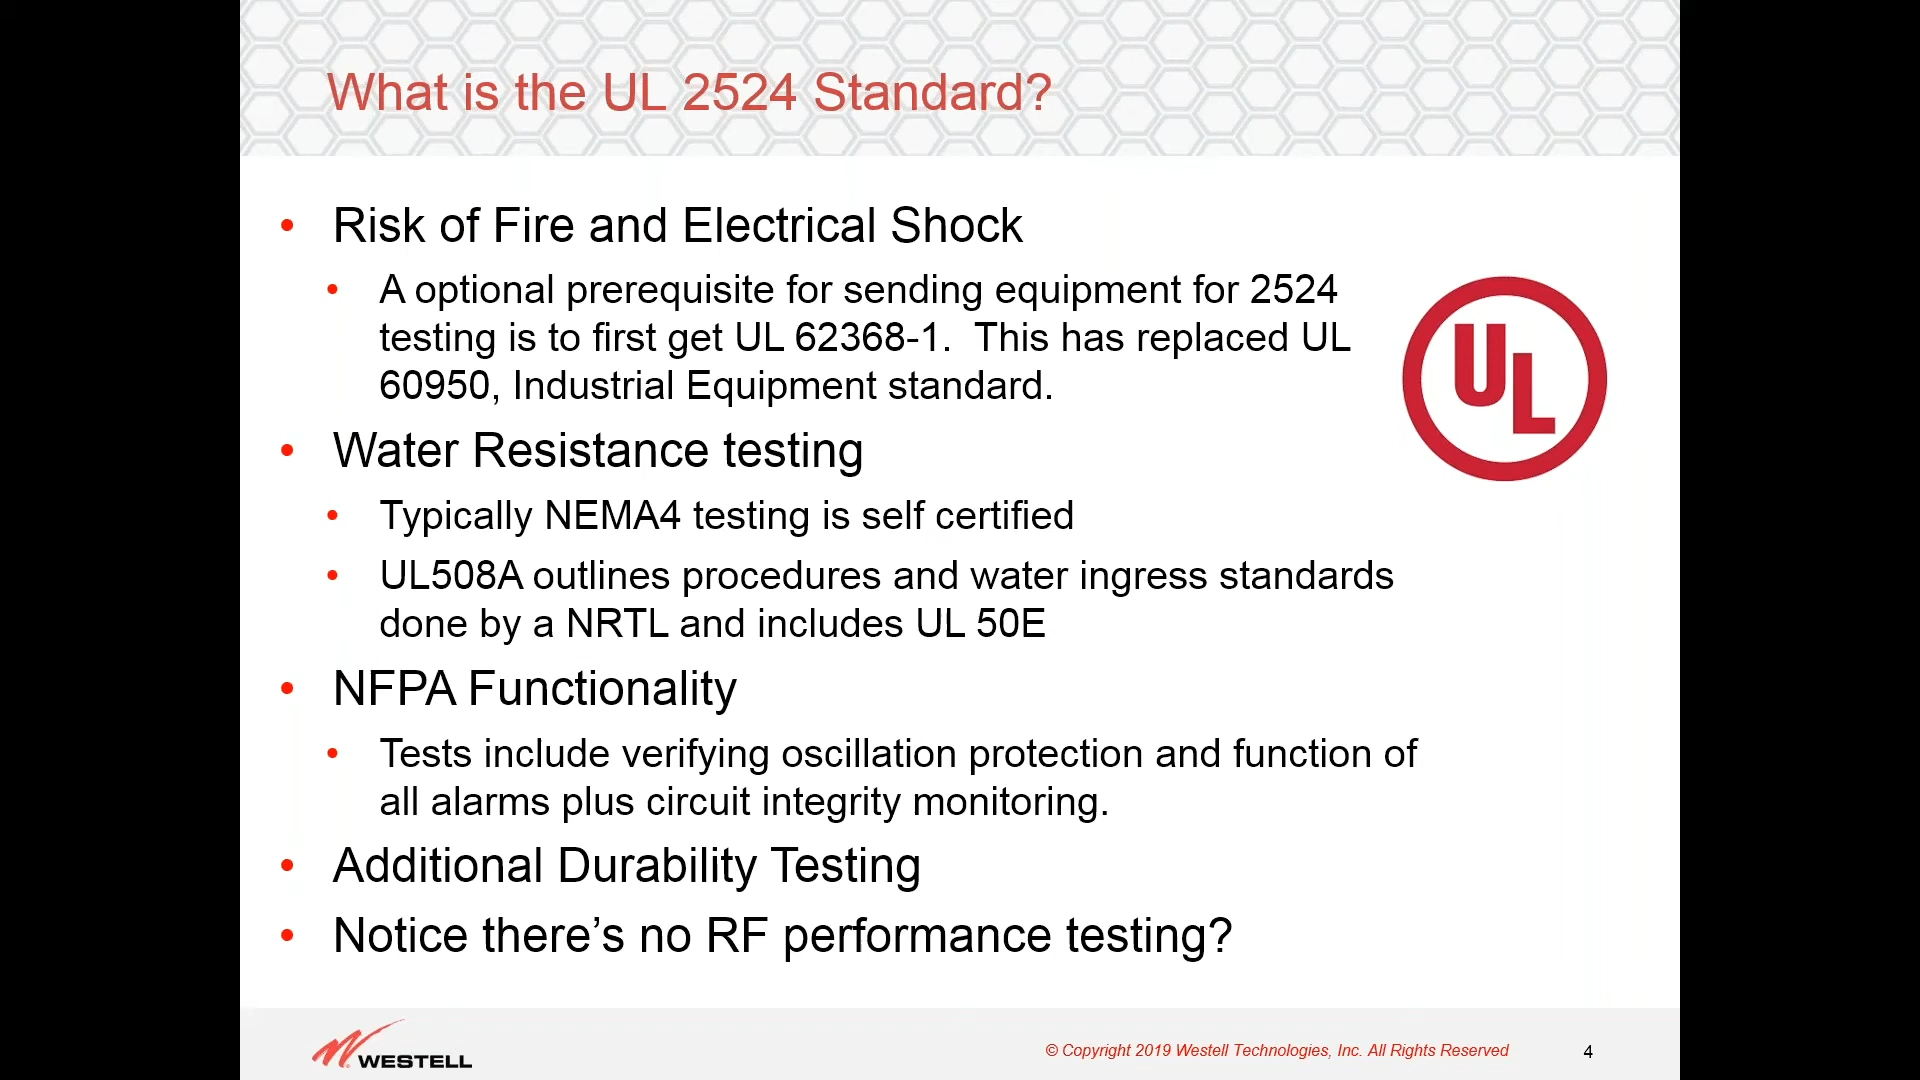 What is the UL 2524 Standard?
• Risk of Fire and Electrical Shock
• A optional prerequisite for sending equipment for 2524
testing is to first get UL 62368-1.  This has replaced UL
60950, Industrial Equipment standard.
UL
• Water Resistance testing
• Typically NEMA4 testing is self certified
• UL508A outlines procedures and water ingress standards
done by a NRTL and includes UL 50E
• NFPA Functionality
• Tests include verifying oscillation protection and function of
all alarms plus circuit integrity monitoring.
• Additional Durability Testing
• Notice there’s no RF performance testing?
WESTELL
© Copyright 2019 Westell Technologies, Inc. All Rights Reserved
4